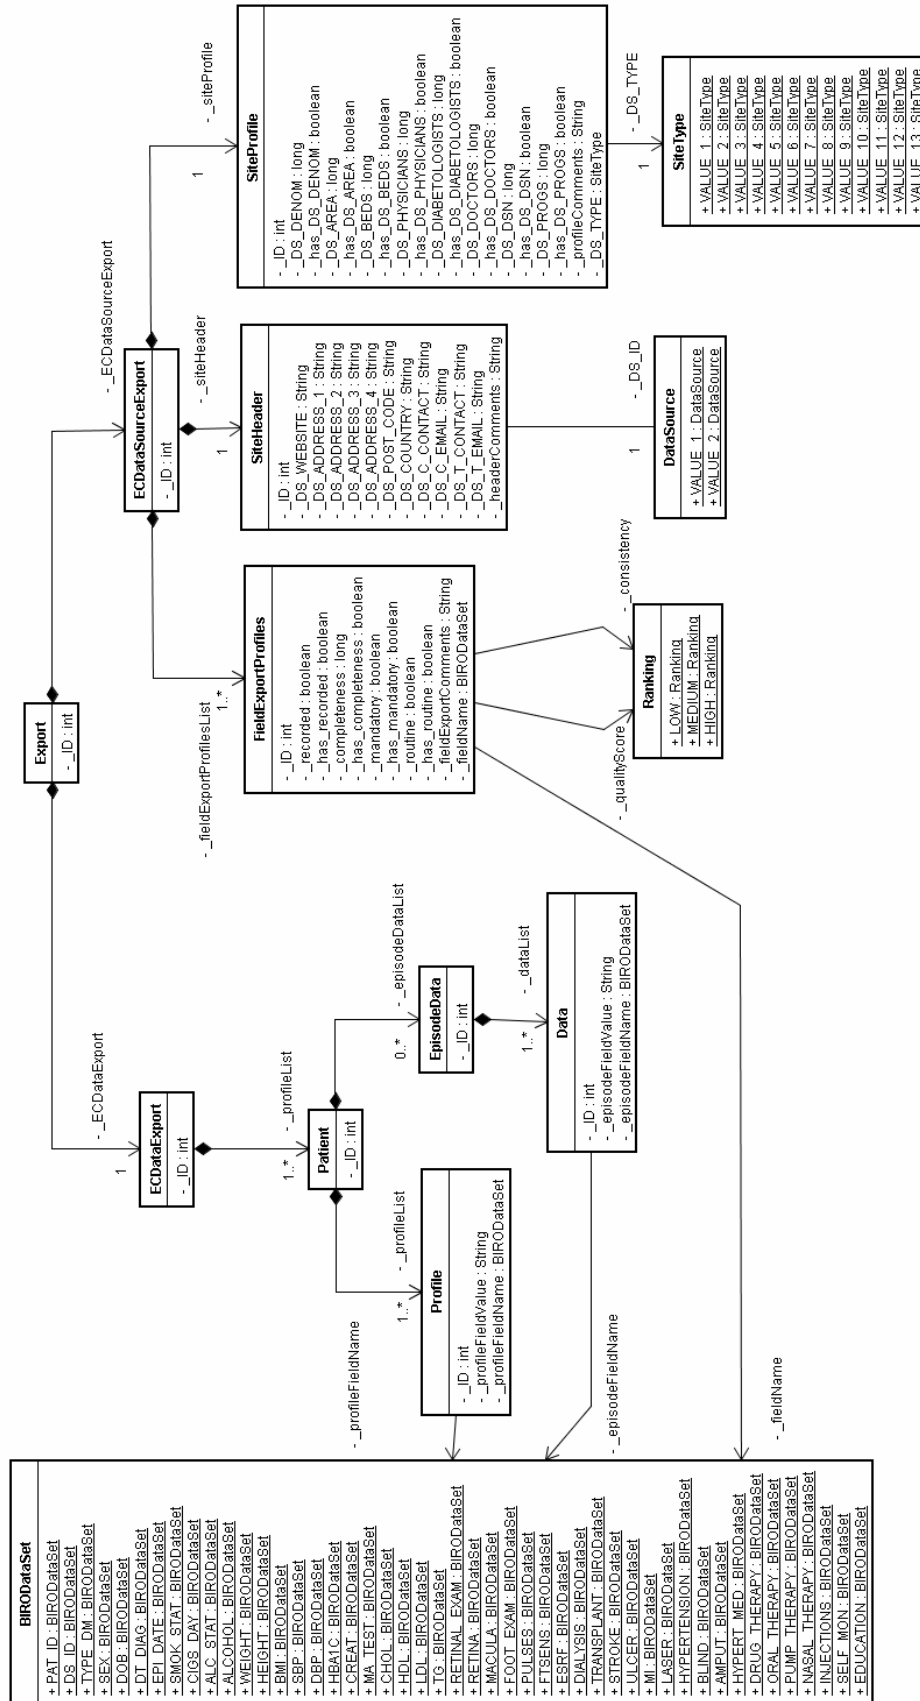 BIRODataSet
+ PAT_ID : BIRODataSet
+ DS_ID : BIRODataSet
+ TYPE_DM : BIRODataSet
+ SEX : BIRODataSet
+ DOB : BIRODataSet
+ DT_DIAG : BIRODataSet
+ EPI_DATE : BIRODataSet
+ SMOK_STAT : BIRODataSet
+ CIGS_DAY : BIRODataSet
+ ALC_STAT : BIRODataSet
+ ALCOHOL : BIRODataSet
+ WEIGHT : BIRODataSet
+ HEIGHT : BIRODataSet
+ BMI : BIRODataSet
+ SBP : BIRODataSet
+ DBP : BIRODataSet
+ HBA1C : BIRODataSet
+ CREAT : BIRODataSet
+ MA_TEST : BIRODataSet
+ CHOL : BIRODataSet
+ HDL : BIRODataSet
+ LDL : BIRODataSet
+ TG : BIRODataSet
+ RETINAL_EXAM : BIRODataSet
+ RETINA : BIRODataSet
+ MACULA : BIRODataSet
+ FOOT_EXAM : BIRODataSet
+ PULSES : BIRODataSet
+ FTSENS : BIRODataSet
+ ESRF : BIRODataSet
+ DIALYSIS : BIRODataSet
+ TRANSPLANT : BIRODataSet
+ STROKE : BIRODataSet
+ ULCER : BIRODataSet
+ MI : BIRODataSet
+ LASER : BIRODataSet
+ HYPERTENSION : BIRODataSet
+ BLIND : BIRODataSet
+ AMPUT : BIRODataSet
+ HYPERT_MED : BIRODataSet
+ DRUG_THERAPY : BIRODataSet
+ ORAL_THERAPY : BIRODataSet
+ PUMP_THERAPY : BIRODataSet
+ NASAL_THERAPY : BIRODataSet
+ INJECTIONS : BIRODataSet
+ SELF_MON : BIRODataSet
+ EDUCATION : BIRODataSet
- _profileFieldName
- _episodeFieldName
- _fieldName
Export
- _ID : int
- _ECDataExport
1
ECDataExport
- _ID : int
- _profileList
1..*
Patient
- _ID : int
- _profileList
1..*
Profile
- _ID : int
- _profileFieldValue : String
- _profileFieldName : BIRODataSet
- _episodeDataList
0..*
EpisodeData
- _ID : int
- _dataList
1..*
Data
- _ID : int
- _episodeFieldValue : String
- _episodeFieldName : BIRODataSet
- _ECDataSourceExport
ECDataSourceExport
- _ID : int
- _fieldExportProfilesList
1..*
FieldExportProfiles
- _ID : int
- _recorded : boolean
- _has_recorded : boolean
- _completeness : long
- _has_completeness : boolean
- _mandatory : boolean
- _has_mandatory : boolean
- _routine : boolean
- _has_routine : boolean
- _fieldExportComments : String
- _fieldName : BIRODataSet
- _qualityScore
- _consistency
Ranking
+ LOW : Ranking
+ MEDIUM : Ranking
+ HIGH : Ranking
- _siteHeader
1
SiteHeader
- _ID : int
- _DS_WEBSITE : String
- _DS_ADDRESS_1 : String
- _DS_ADDRESS_2 : String
- _DS_ADDRESS_3 : String
- _DS_ADDRESS_4 : String
- _DS_POST_CODE : String
- _DS_COUNTRY : String
- _DS_C_CONTACT : String
- _DS_C_EMAIL : String
- _DS_T_CONTACT : String
- _DS_T_EMAIL : String
- _headerComments : String
1
- _DS_ID
DataSource
+ VALUE_1 : DataSource
+ VALUE_2 : DataSource
- _siteProfile
1
SiteProfile
- _ID : int
- _DS_DENOM : long
- _has_DS_DENOM : boolean
- _DS_AREA : long
- _has_DS_AREA : boolean
- _DS_BEDS : long
- _has_DS_BEDS : boolean
- _DS_PHYSICIANS : long
- _has_DS_PHYSICIANS : boolean
- _DS_DIABETOLOGISTS : long
- _has_DS_DIABETOLOGISTS : boolean
- _DS_DOCTORS : long
- _has_DS_DOCTORS : boolean
- _DS_DSN : long
- _has_DS_DSN : boolean
- _DS_PROGS : long
- _has_DS_PROGS : boolean
- _profileComments : String
- _DS_TYPE : SiteType
1
- _DS_TYPE
SiteType
+ VALUE_1 : SiteType
+ VALUE_2 : SiteType
+ VALUE_3 : SiteType
+ VALUE_4 : SiteType
+ VALUE_5 : SiteType
+ VALUE_6 : SiteType
+ VALUE_7 : SiteType
+ VALUE_8 : SiteType
+ VALUE_9 : SiteType
+ VALUE_10 : SiteType
+ VALUE_11 : SiteType
+ VALUE_12 : SiteType
+ VALUE_13 : SiteType